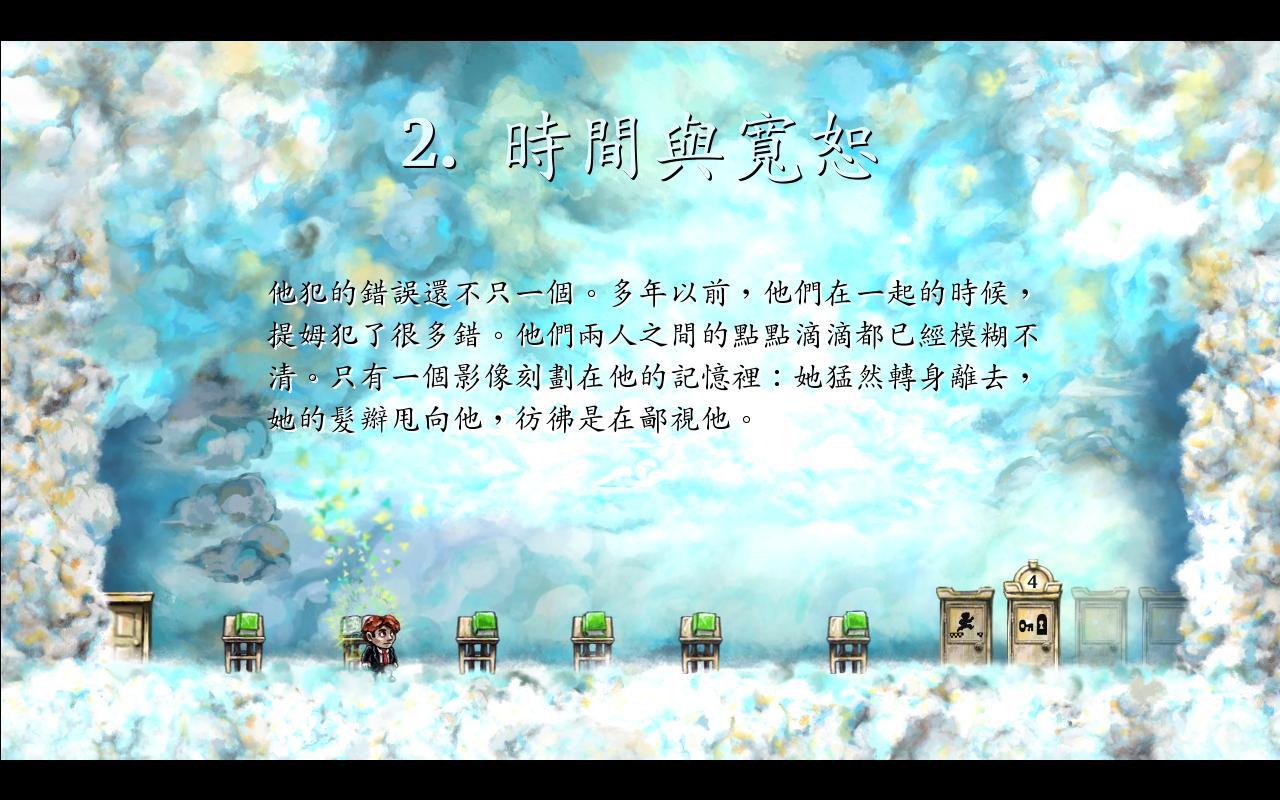 2. 時間與寬恕
他犯的錯誤還不只一個。多年以前，他們在一起的時候，
提姆犯了很多錯。他們兩人之間的點點滴滴都已經模糊不
清。只有一個影像刻劃在他的記憶裡：她猛然轉身離去，
她的髮辮甩向他，彷彿是在鄙視他。
4